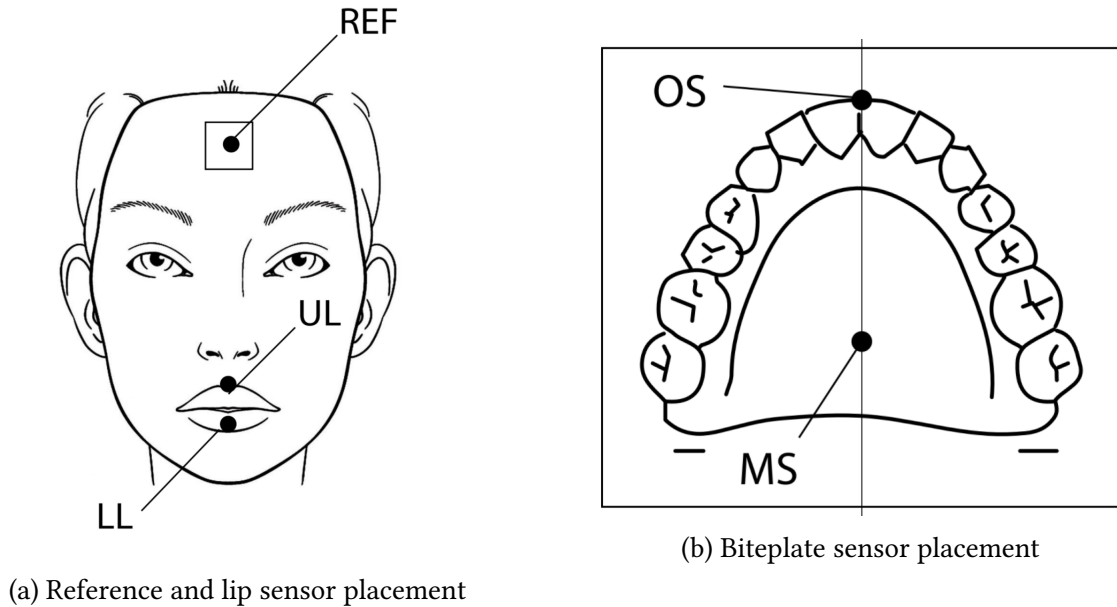 REF
UL
LL
(a) Reference and lip sensor placement
OS
MS
(b) Biteplate sensor placement